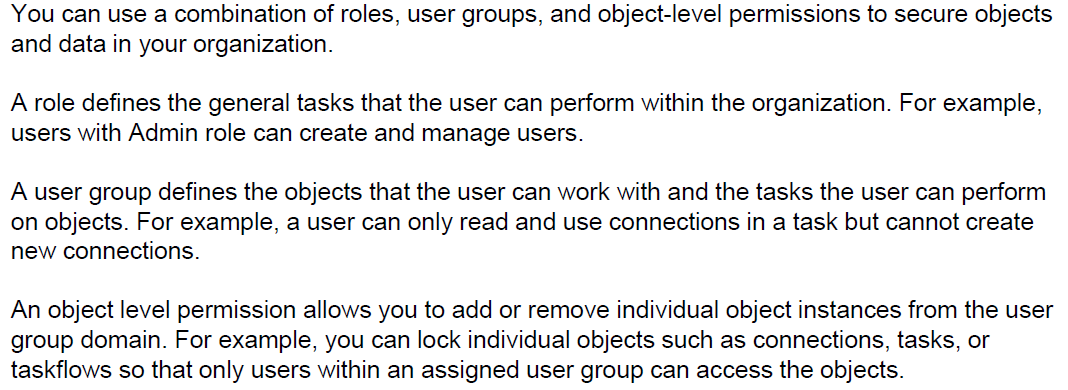 You can use a combination of roles, user groups, and object-level permissions to secure objects
and data in your organization.
A role defines the general tasks that the user can perform within the organization. For example,
users with Admin role can create and manage users.
A user group defines the objects that the user can work with and the tasks the user can perform
on objects. For example, a user can only read and use connections in a task but cannot create
new connections.
An object level permission allows you to add or remove individual object instances from the user
group domain. For example, you can lock individual objects such as connections, tasks, or
taskflows so that only users within an assigned user group can access the objects.